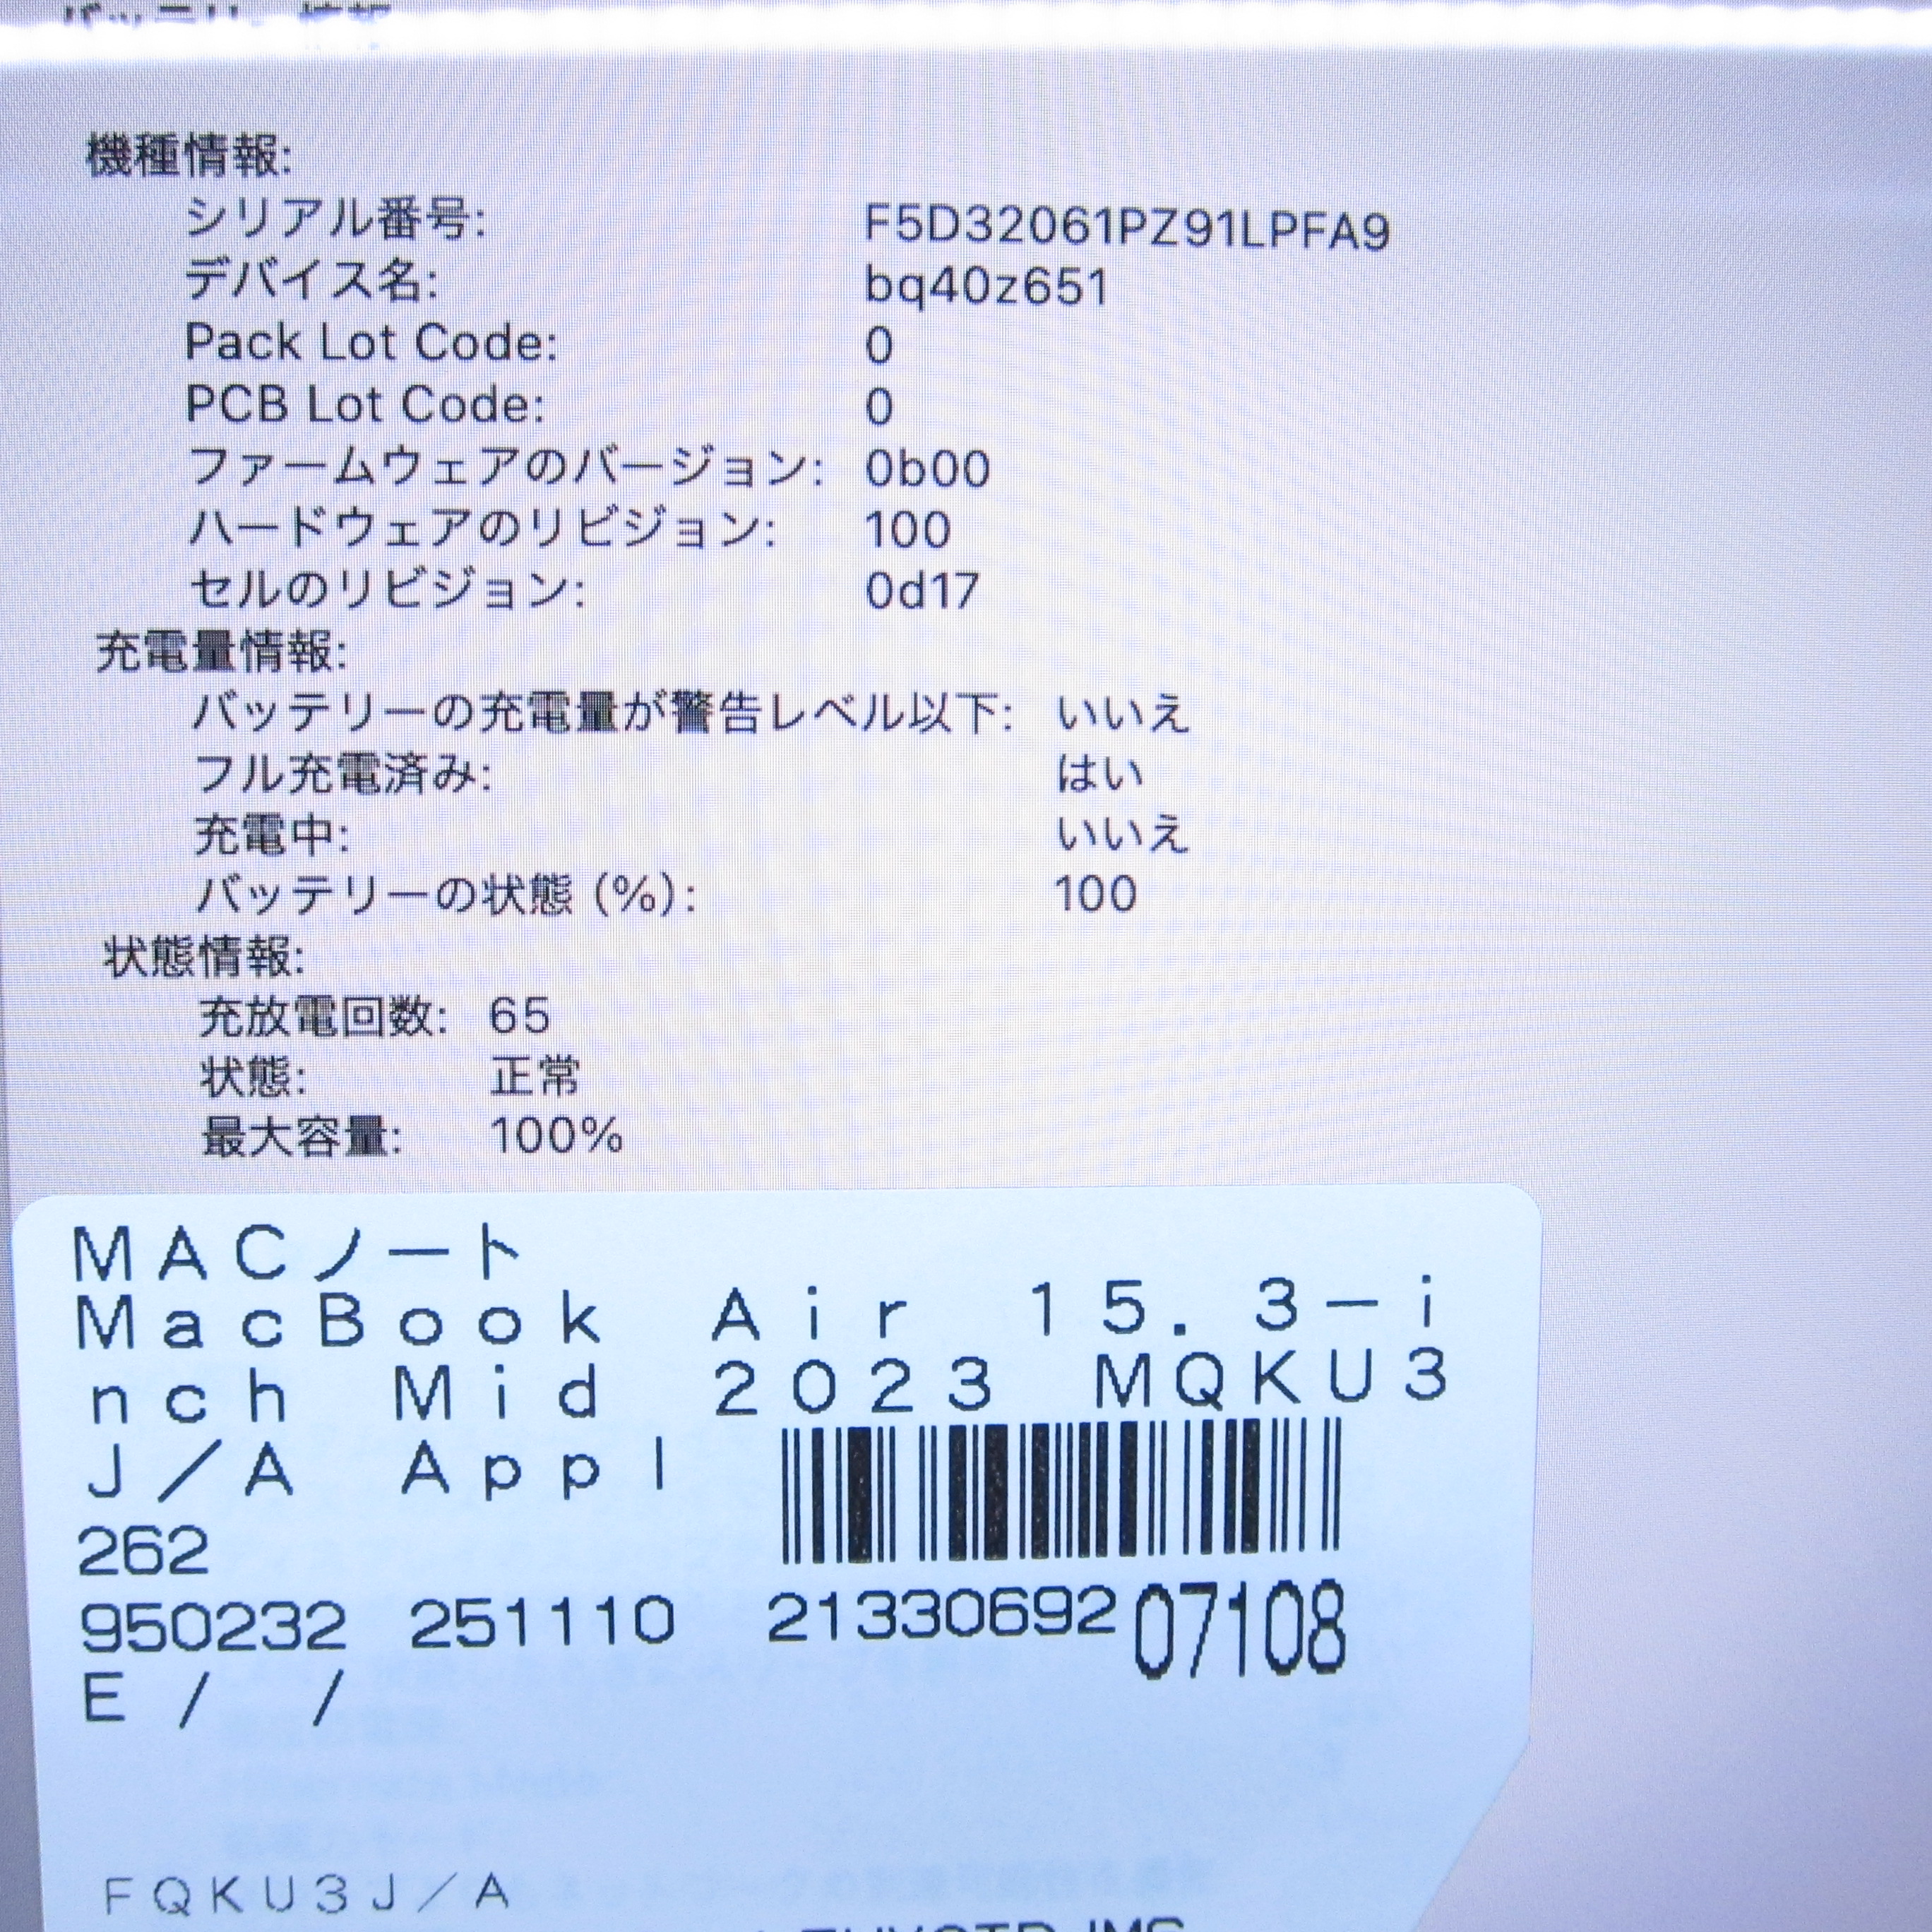 機種情報:
シリアル番号: F5D32061PZ91LPFA9
デバイス名: bq40z651
Pack Lot Code: 0
PCB Lot Code: 0
ファームウェアのバージョン: 0b00
ハードウェアのリビジョン: 100
セルのリビジョン: 0d17
充電量情報:
バッテリーの充電量が警告レベル以下: いいえ
フル充電済み: はい
充電中: いいえ
バッテリーの状態 (%): 100
状態情報:
充放電回数: 65
状態: 正常
最大容量: 100%
MACノート
MacBook Air 15.3-i
nch Mid 2023 MQKU3
J/A Appl
262
950232 251110 21330692 07108
E / /
FQKU3J/A